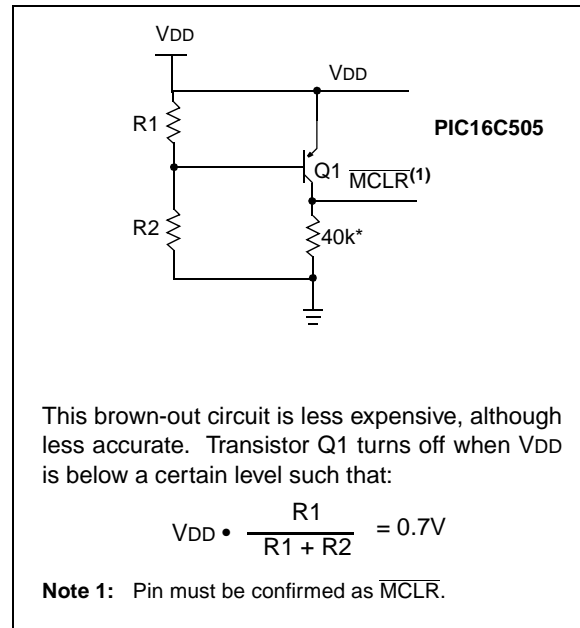 VDD
VDD
R1
PIC16C505
Q1
MCLR(1)
R2
40k*
This brown-out circuit is less expensive, although
less accurate. Transistor Q1 turns off when VDD
is below a certain level such that:
VDD • R1 / R1 + R2 = 0.7V
Note 1: Pin must be confirmed as MCLR.